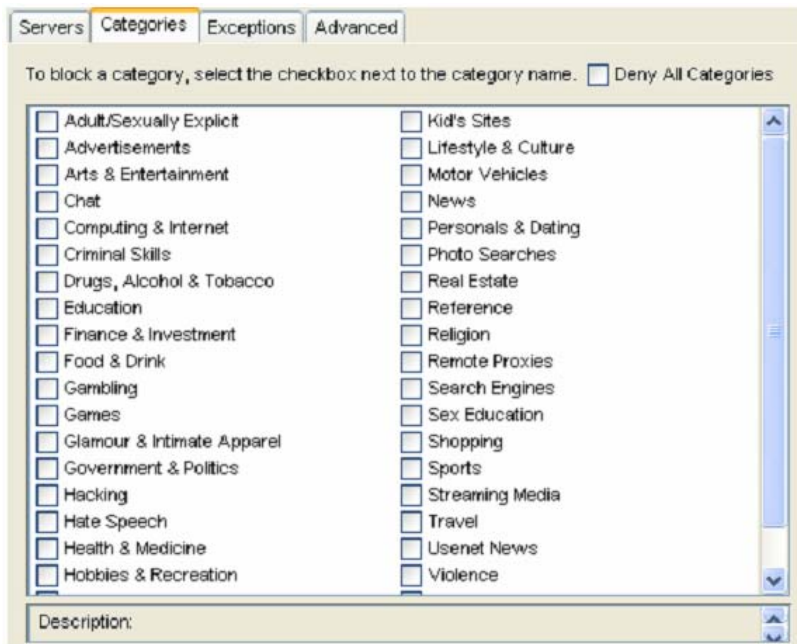 Servers Categories Exceptions Advanced
To block a category, select the checkbox next to the category name. Deny All Categories
Adult/Sexually Explicit
Advertisements
Arts & Entertainment
Chat
Computing & Internet
Criminal Skills
Drugs, Alcohol & Tobacco
Education
Finance & Investment
Food & Drink
Gambling
Games
Glamour & Intimate Apparel
Government & Politics
Hacking
Hate Speech
Health & Medicine
Hobbies & Recreation
Kid's Sites
Lifestyle & Culture
Motor Vehicles
News
Personals & Dating
Photo Searches
Real Estate
Reference
Religion
Remote Proxies
Search Engines
Sex Education
Shopping
Sports
Streaming Media
Travel
Usenet News
Violence
Description: